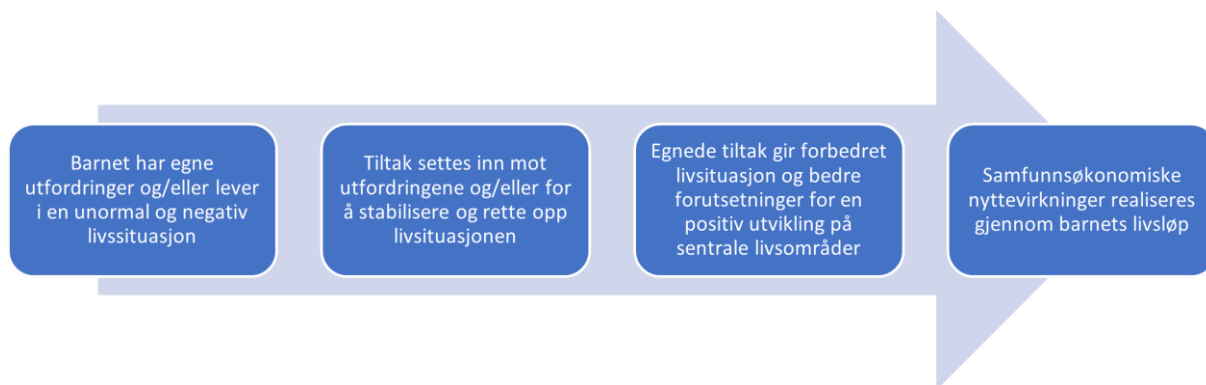 Barnet har egne
utfordringer og/eller lever
i en unormal og negativ
livssituasjon
Tiltak settes inn mot
utfordringene og/eller for
å stabilisere og rette opp
livsituasjonen
Egnede tiltak gir forbedret
livsituasjon og bedre
forutsetninger for en
positiv utvikling på
sentrale livsområder
Samfunnsøkonomiske
nyttevirkninger realiseres
gjennom barnets livsløp